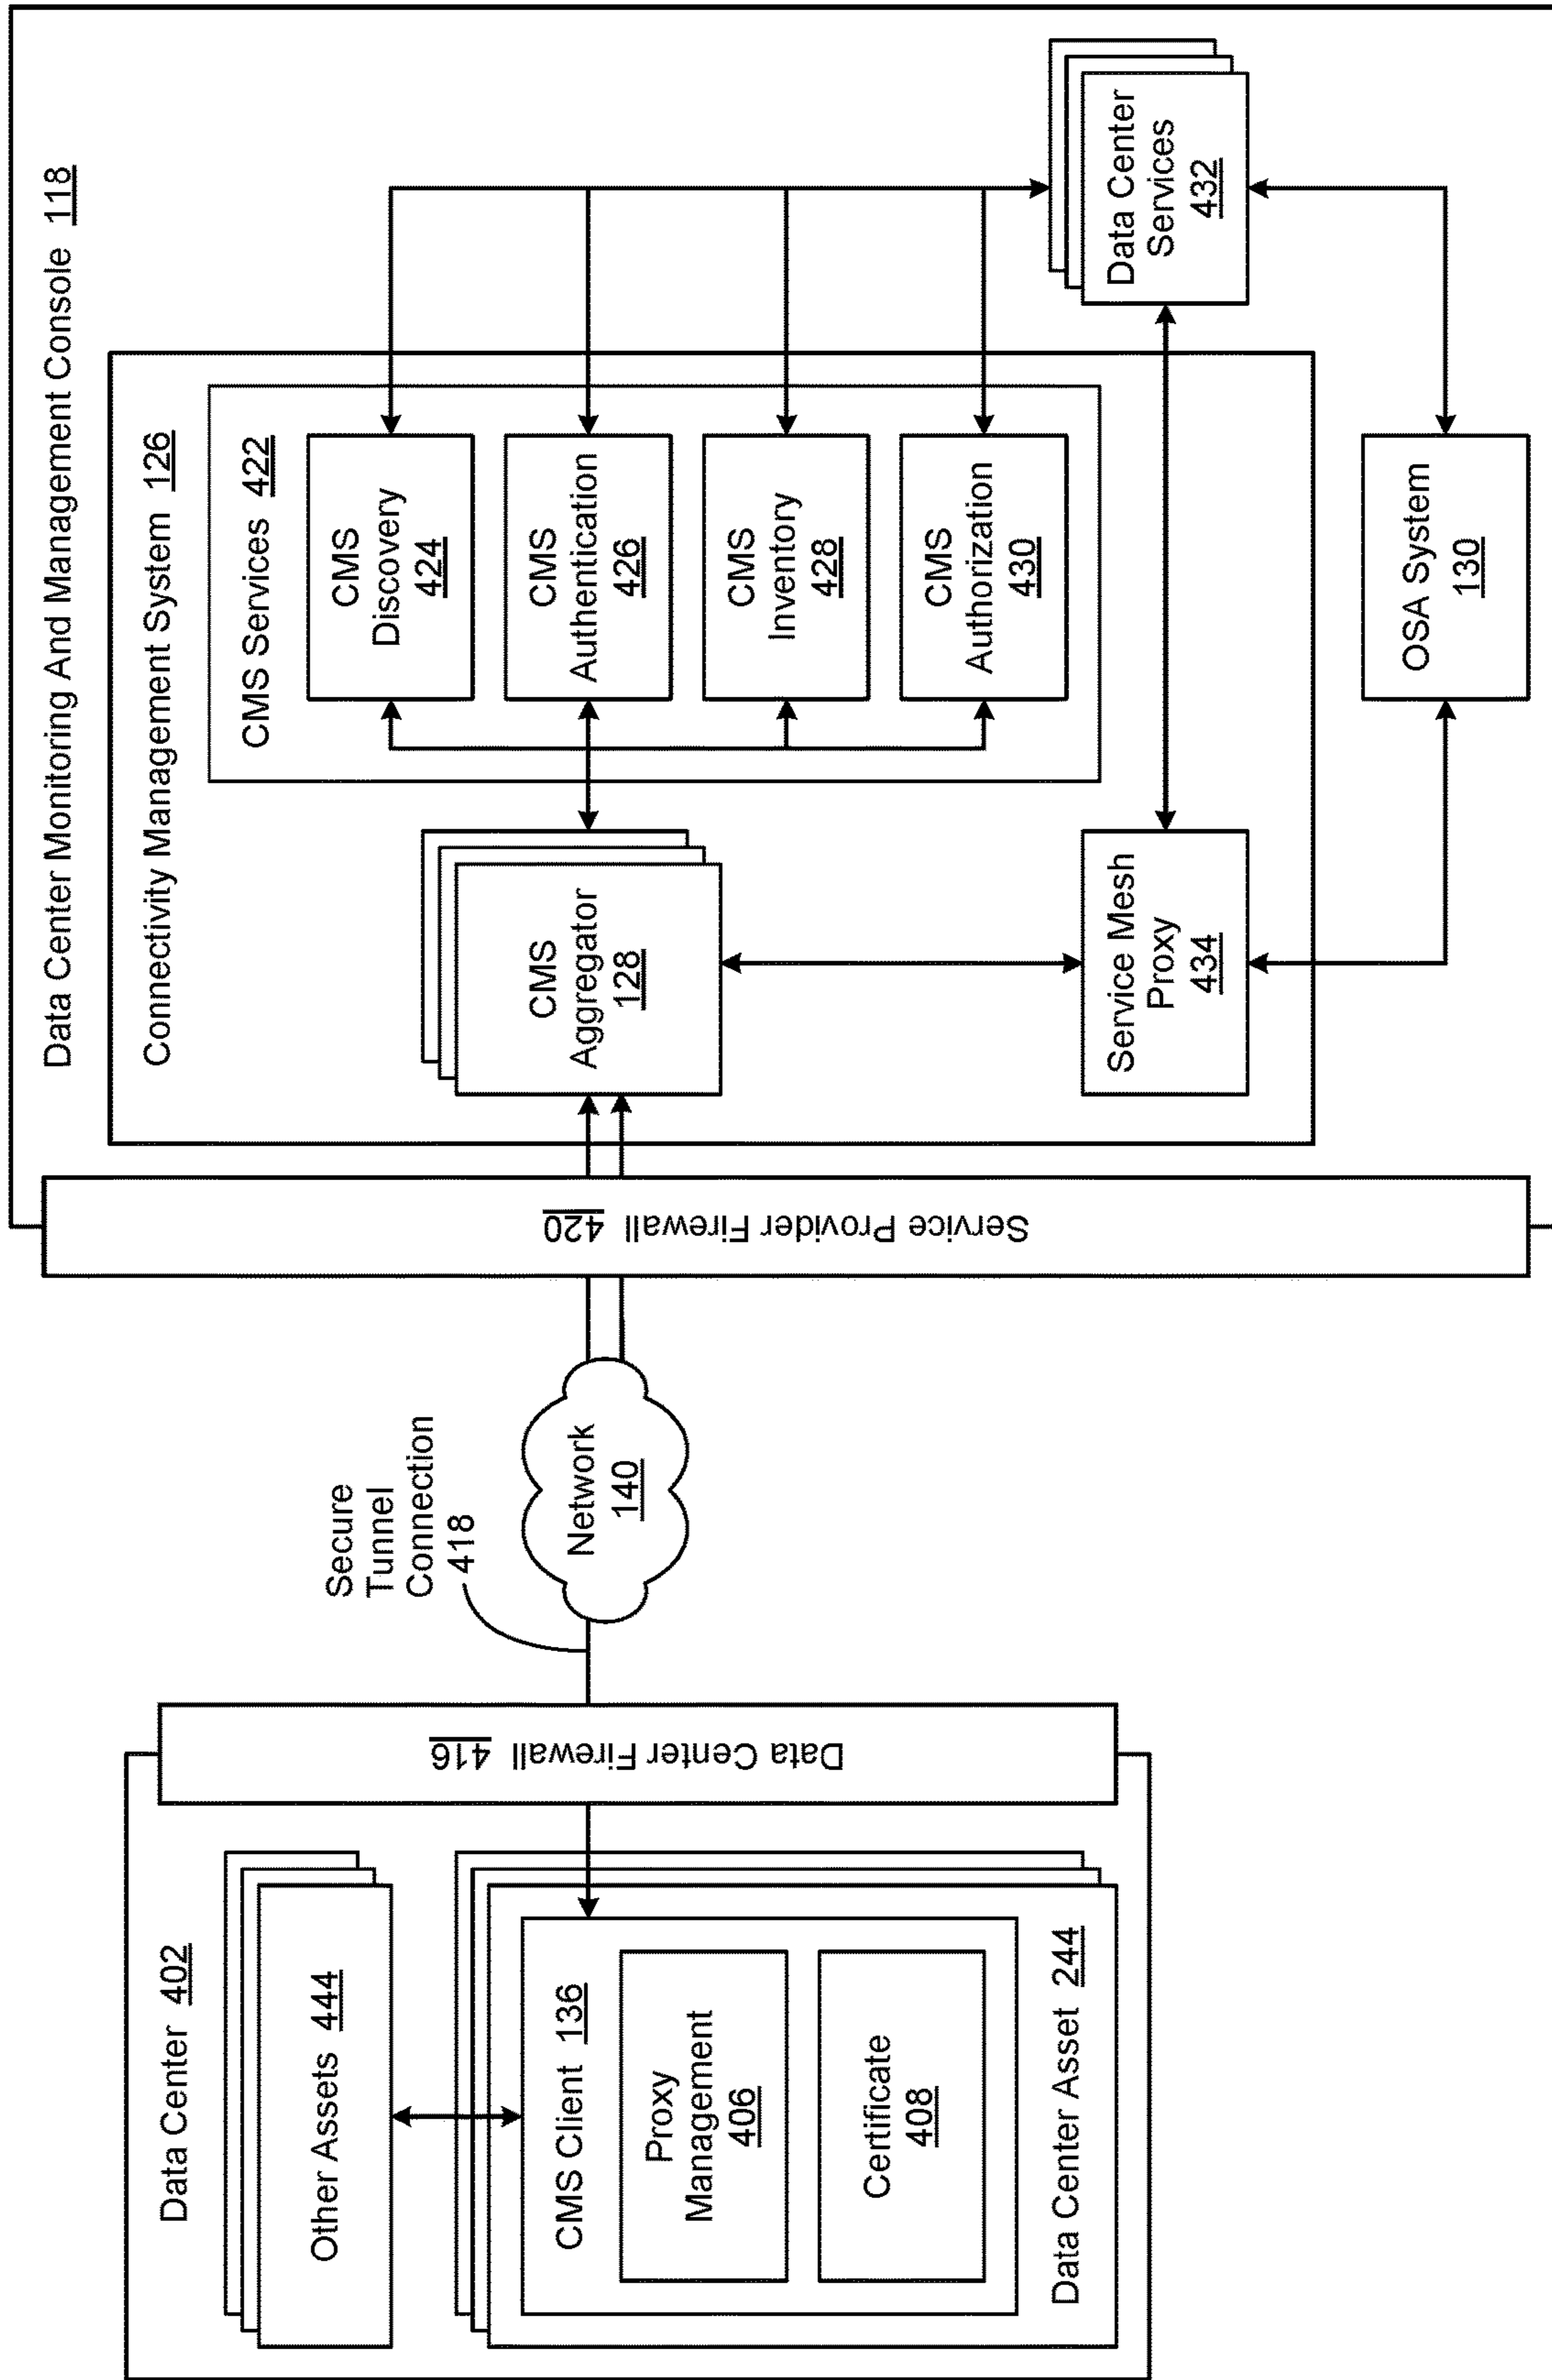 Data Center 402
Other Assets 444
CMS Client 136
Proxy
Management
406
Certificate
408
Data Center Asset 244
Data Center Firewall 416
Secure
Tunnel
Connection
418
Network
140
Service Provider Firewall 420
Data Center Monitoring And Management Console 118
Connectivity Management System 126
CMS
Aggregator
128
CMS Services 422
CMS
Discovery
424
CMS
Authentication
426
CMS
Inventory
428
CMS
Authorization
430
Service Mesh
Proxy
434
Data Center
Services
432
OSA System
130